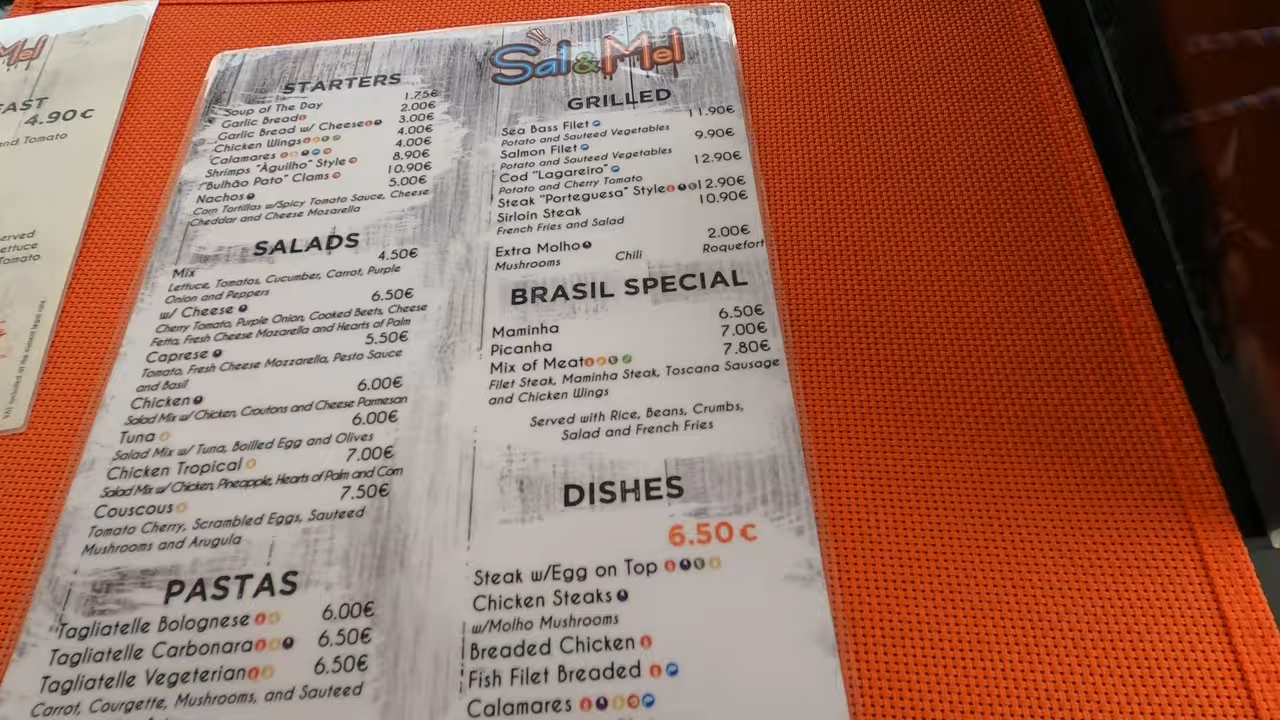 Mel
FAST
4.90€
and Tomato
Served
Lettuce
Tomato
Sal&Mel
STARTERS
Soup of The Day 1.75€
Garlic Bread 2.00€
Garlic Bread w/ Cheese 3.00€
Chicken Wings 4.00€
Calamares 4.00€
Shrimps "Águilho" Style 8.90€
"Bulhão Pato" Clams 10.90€
Nachos 5.00€
Corn Tortillas w/Spicy Tomato Sauce, Cheese
Cheddar and Cheese Mozarella
SALADS
Mix 4.50€
Lettuce, Tomatos, Cucumber, Carrot, Purple
Onion and Peppers
w/ Cheese 6.50€
Cherry Tomato, Purple Onion, Cooked Beets, Cheese
Fetta, Fresh Cheese Mozarella and Hearts of Palm
Caprese 5.50€
Tomato, Fresh Cheese Mozzarella, Pesto Sauce
and Basil
Chicken 6.00€
Salad Mix w/ Chicken, Croutons and Cheese Parmesan
Tuna 6.00€
Salad Mix w/ Tuna, Boilled Egg and Olives
Chicken Tropical 7.00€
Salad Mix w/ Chicken, Pineapple, Hearts of Palm and Corn
Couscous 7.50€
Tomato Cherry, Scrambled Eggs, Sauteed
Mushrooms and Arugula
PASTAS
Tagliatelle Bolognese 6.00€
Tagliatelle Carbonara 6.50€
Tagliatelle Vegeterian 6.50€
Carrot, Courgette, Mushrooms, and Sauteed
GRILLED
Sea Bass Filet 11.90€
Potato and Sauteed Vegetables
Salmon Filet 9.90€
Potato and Sauteed Vegetables
Cod "Lagareiro" 12.90€
Potato and Cherry Tomato
Steak "Porteguesa" Style 12.90€
Sirloin Steak 10.90€
French Fries and Salad
Extra Molho 2.00€
Mushrooms Chili Roquefort
BRASIL SPECIAL
Maminha 6.50€
Picanha 7.00€
Mix of Meat 7.80€
Filet Steak, Maminha Steak, Toscana Sausage
and Chicken Wings
Served with Rice, Beans, Crumbs,
Salad and French Fries
DISHES
6.50€
Steak w/Egg on Top
Chicken Steaks
w/Molho Mushrooms
Breaded Chicken
Fish Filet Breaded
Calamares